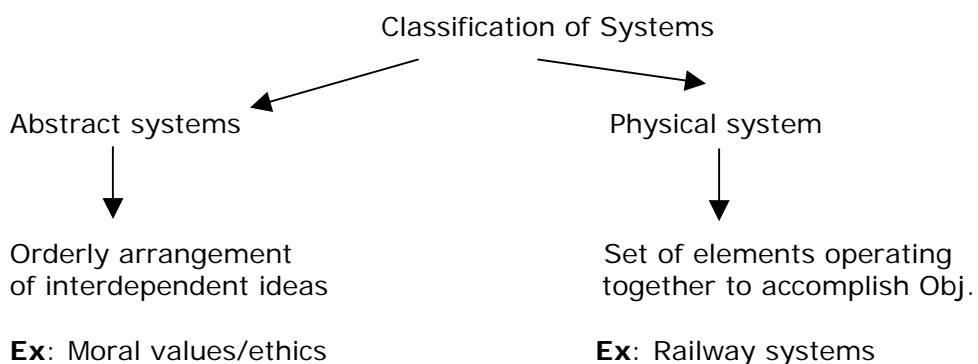 Classification of Systems
Abstract systems
Physical system
Orderly arrangement
of interdependent ideas
Set of elements operating
together to accomplish Obj.
Ex: Moral values/ethics
Ex: Railway systems